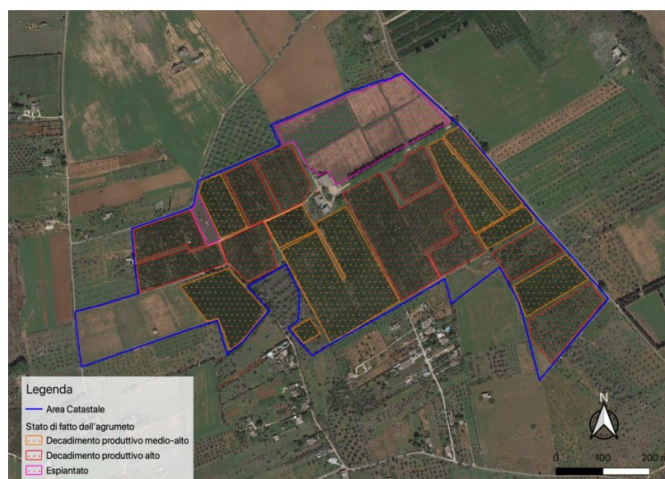 Legenda
Area Catastale
Stato di fatto dell'agrumeto
Decadimento produttivo medio-alto
Decadimento produttivo alto
Espiantato
N
0 100 200 m